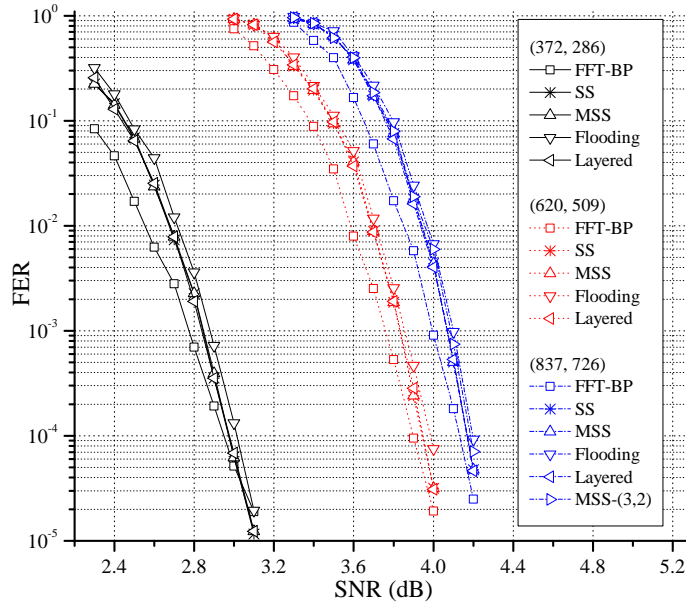 10^0
10^-1
10^-2
10^-3
10^-4
10^-5
FER
2.4 2.8 3.2 3.6 4.0 4.4 4.8 5.2
SNR (dB)
(372, 286)
FFT-BP
SS
MSS
Flooding
Layered
(620, 509)
FFT-BP
SS
MSS
Flooding
Layered
(837, 726)
FFT-BP
SS
MSS
Flooding
Layered
MSS-(3,2)